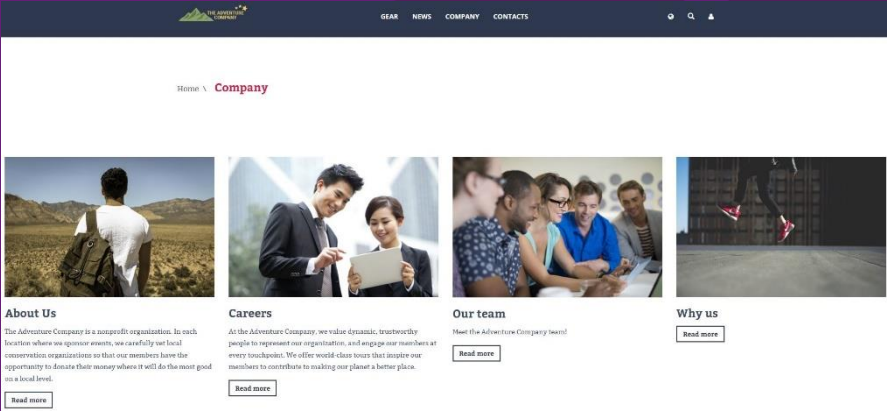 THE ADVENTURE
COMPANY
GEAR NEWS COMPANY CONTACTS
Home \ Company
About Us
The Adventure Company is a nonprofit organization. In each
location where we sponsor events, we carefully vet local
conservation organizations so that our members have the
opportunity to donate their money where it will do the most good
on a local level.
Read more
Careers
At the Adventure Company, we value dynamic, trustworthy
people to represent our organization, and engage our members at
every touchpoint. We offer world-class tours that inspire our
members to contribute to making our planet a better place.
Read more
Our team
Meet the Adventure Company team!
Read more
Why us
Read more